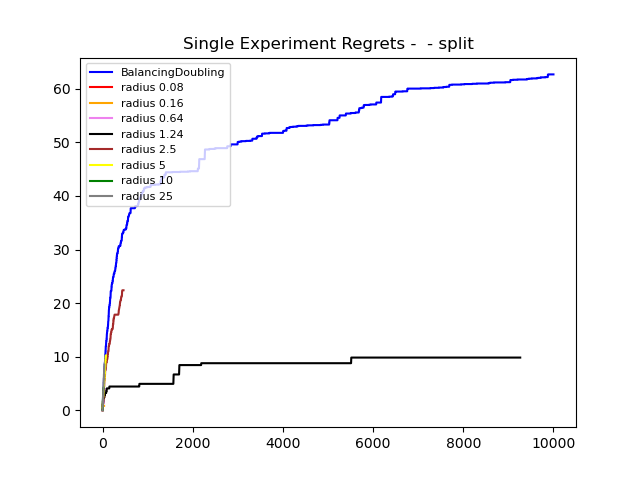 Single Experiment Regrets -  - split
BalancingDoubling
radius 0.08
radius 0.16
radius 0.64
radius 1.24
radius 2.5
radius 5
radius 10
radius 25
60
50
40
30
20
10
0
0 2000 4000 6000 8000 10000